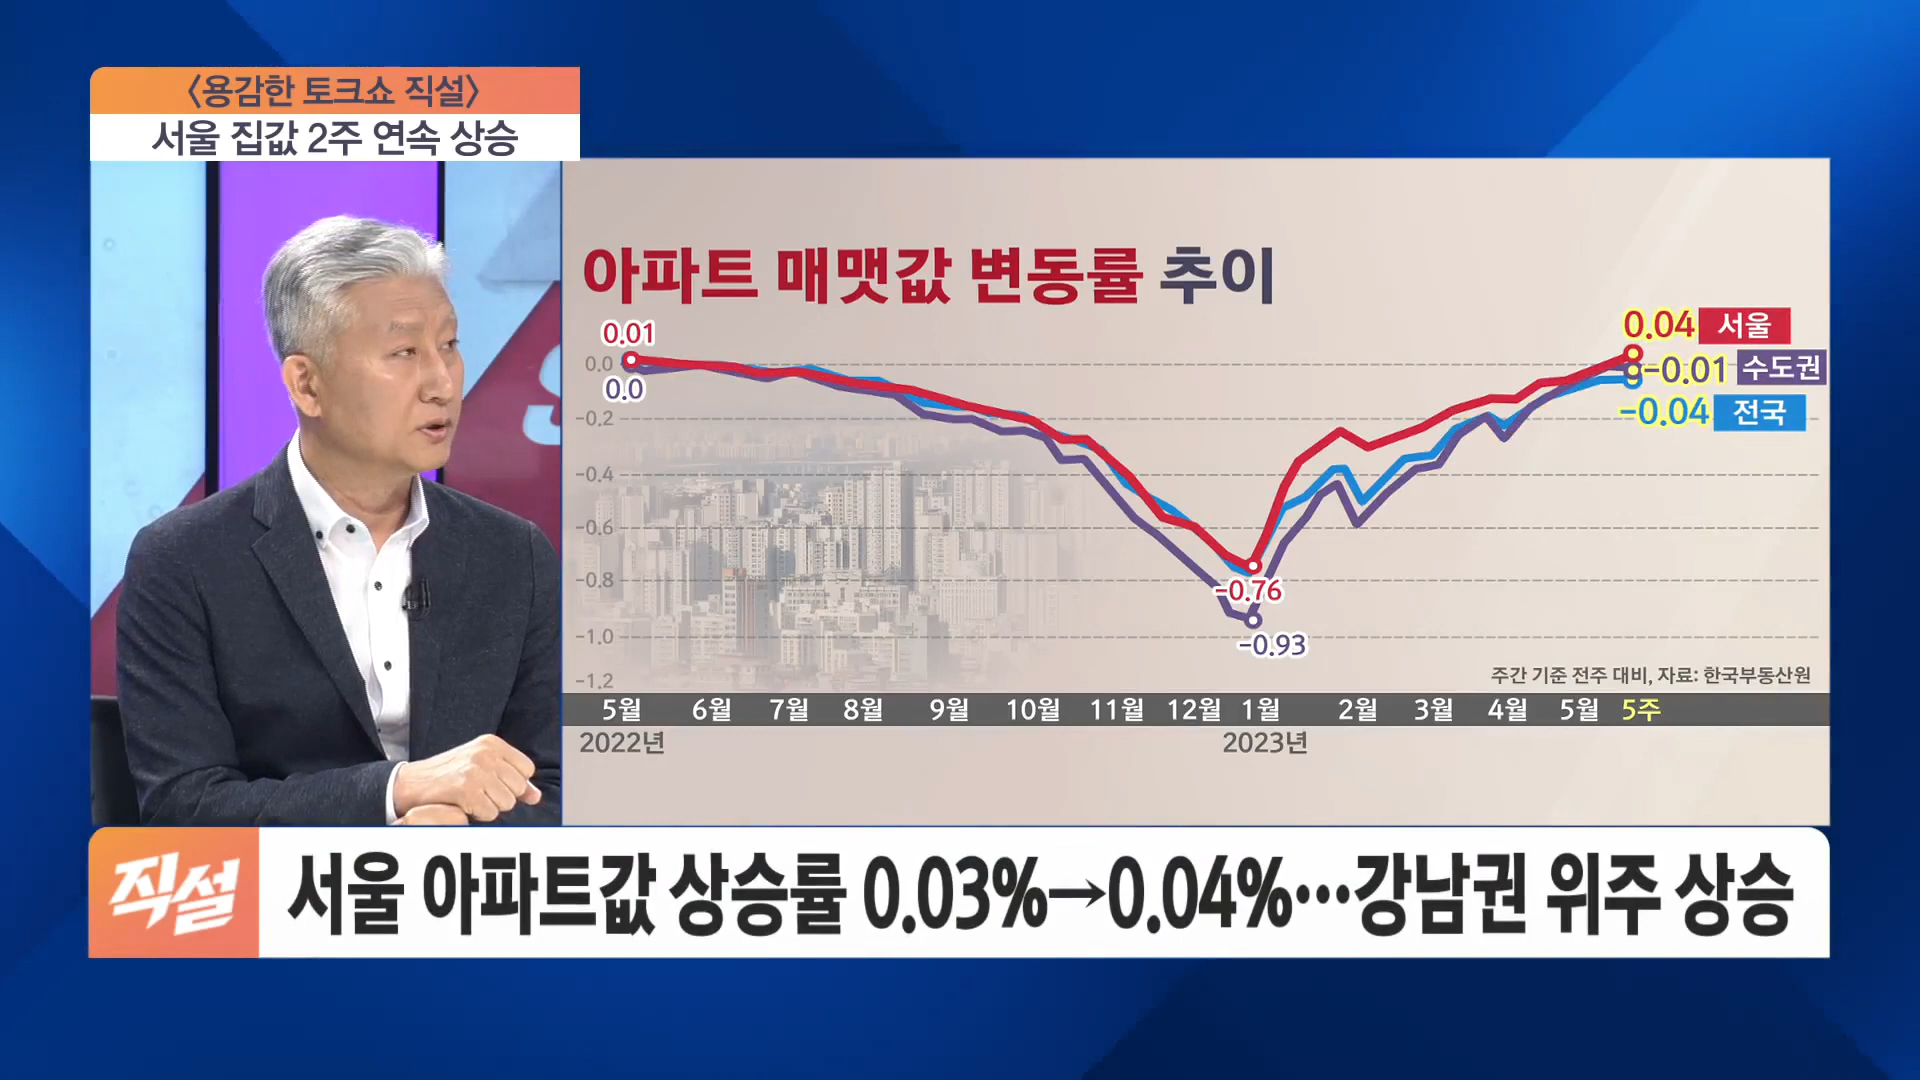 〈용감한 토크쇼 직설〉
서울 집값 2주 연속 상승
아파트 매맷값 변동률 추이
0.01
0.0
0.0
-0.2
-0.4
-0.6
-0.8
-1.0
-1.2
-0.76
-0.93
0.04 서울
-0.01 수도권
-0.04 전국
주간 기준 전주 대비, 자료: 한국부동산원
5월 6월 7월 8월 9월 10월 11월 12월 1월 2월 3월 4월 5월 5주
2022년 2023년
직설
서울 아파트값 상승률 0.03%→0.04%…강남권 위주 상승